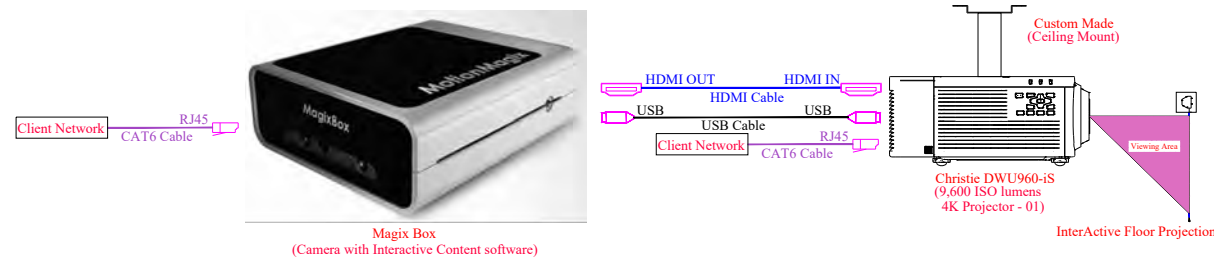 Client Network
RJ45
CAT6 Cable
MotionMagix
MagixBox
Magix Box
(Camera with Interactive Content software)
HDMI OUT
HDMI IN
HDMI Cable
USB
USB
USB Cable
Client Network
RJ45
CAT6 Cable
Custom Made
(Ceiling Mount)
Christie DWU960-iS
(9,600 ISO lumens
4K Projector - 01)
Viewing Area
InterActive Floor Projection